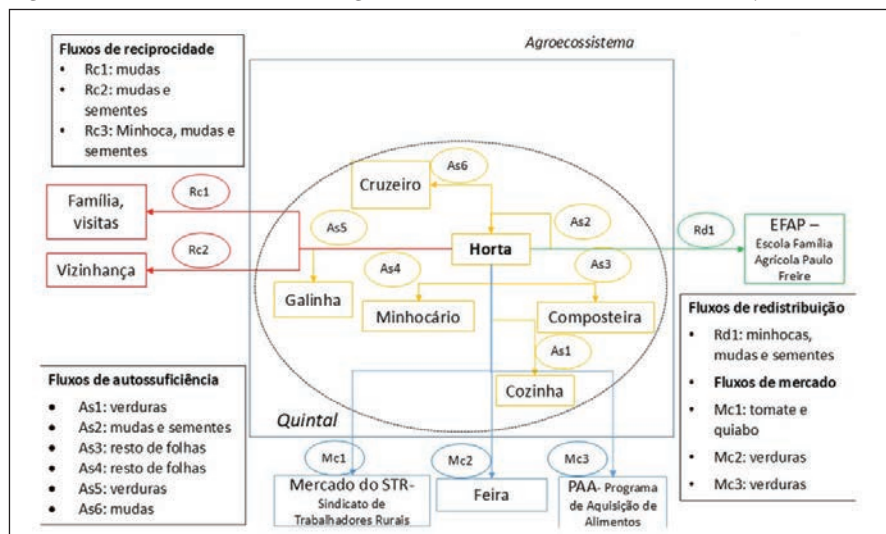 Fluxos de reciprocidade
• Rc1: mudas
• Rc2: mudas e
sementes
• Rc3: Minhoca, mudas e
sementes
Agroecossistema
As6
Cruzeiro
Família,
visitas
Rc1
As5
As2
Horta
Rd1
EFAP –
Escola Família
Agrícola Paulo
Freire
Vizinhança
Rc2
As4
As3
Galinha
Minhocário
Composteira
As1
Cozinha
Quintal
Fluxos de redistribuição
• Rd1: minhocas,
mudas e sementes
• Fluxos de mercado
• Mc1: tomate e
quiabo
• Mc2: verduras
• Mc3: verduras
Fluxos de autossuficiência
• As1: verduras
• As2: mudas e sementes
• As3: resto de folhas
• As4: resto de folhas
• As5: verduras
• As6: mudas
Mc1
Mc2
Mc3
Mercado do STR-
Sindicato de
Trabalhadores Rurais
Feira
PAA- Programa
de Aquisição de
Alimentos